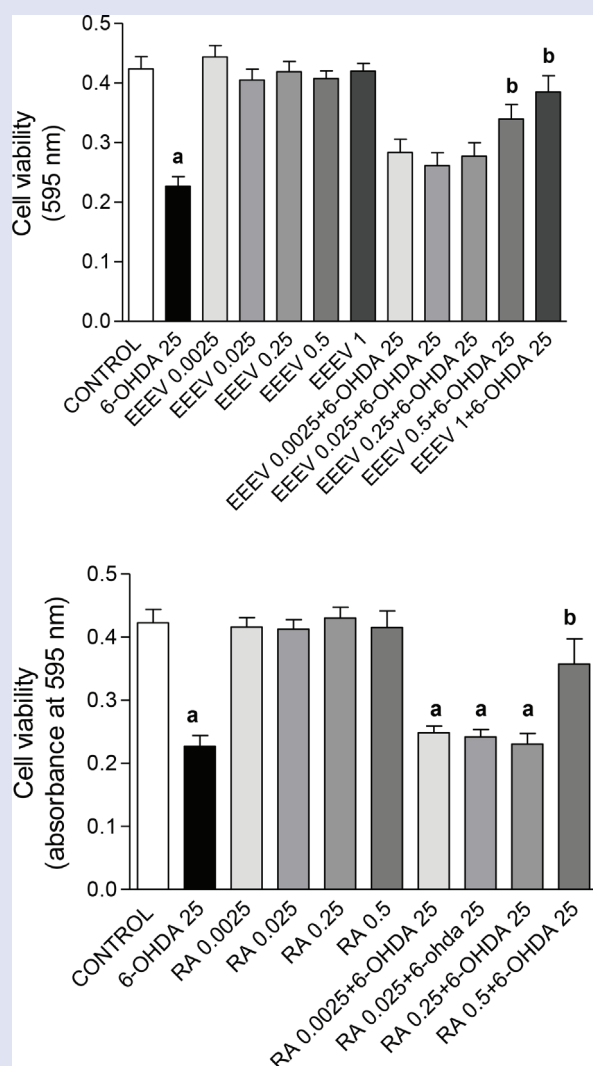 Cell viability
(595 nm)
0.5
0.4
0.3
0.2
0.1
0.0
a
b
b
CONTROL
6-OHDA 25
EEEV 0.0025
EEEV 0.025
EEEV 0.25
EEEV 0.5
EEEV 1
EEEV 0.0025+6-OHDA 25
EEEV 0.025+6-OHDA 25
EEEV 0.25+6-OHDA 25
EEEV 0.5+6-OHDA 25
EEEV 1+6-OHDA 25
Cell viability
(absorbance at 595 nm)
0.5
0.4
0.3
0.2
0.1
0.0
a
a
a
a
b
CONTROL
6-OHDA 25
RA 0.0025
RA 0.025
RA 0.25
RA 0.5
RA 0.0025+6-OHDA 25
RA 0.025+6-ohda 25
RA 0.25+6-OHDA 25
RA 0.5+6-OHDA 25